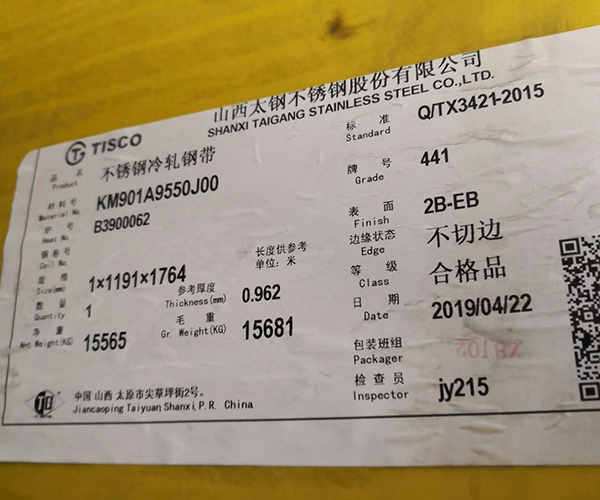 山西太钢不锈钢股份有限公司
SHANXI TAIGANG STAINLESS STEEL CO.,LTD.
TISCO
品名 Product 不锈钢冷轧钢带
标准 Standard Q/TX3421-2015
材料号 Material No. KM901A9550J00
牌号 Grade 441
炉号 Heat No. B3900062
表面 Finish 2B-EB
钢卷号 Coil No.
长度供参考
单位：米
边缘状态 Edge 不切边
规格 Size(mm) 1×1191×1764
参考厚度 Thickness(mm) 0.962
等级 Class 合格品
数量 Quantity 1
日期 Date 2019/04/22
净重 Net Weight(KG) 15565
毛重 Gr. Weight(KG) 15681
包装班组 Packager ZB102
检查员 Inspector jy215
中国 山西 太原市尖草坪街2号。
Jiancaoping Taiyuan Shanxi, P. R. China